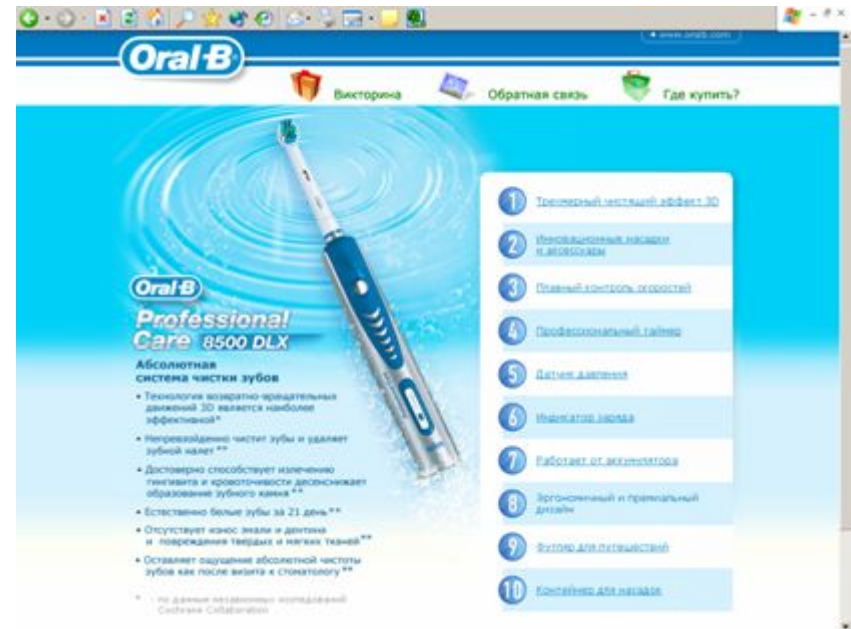 www.oralb.com
Oral-B
Викторина
Обратная связь
Где купить?
Oral-B
Professional
Care 8500 DLX
Абсолютная
система чистки зубов
• Технология возвратно-вращательных
движений 3D является наиболее
эффективной*
• Непревзойденно чистит зубы и удаляет
зубной налет**
• Достоверно способствует излечению
гингивита и кровоточивости десен
образование зубного камня**
• Естественно белые зубы за 21 день**
• Отсутствует износ эмали и дентина
и повреждения твердых и мягких тканей**
• Оставляет ощущение абсолютной чистоты
зубов как после визита к стоматологу**
* - по данным независимых исследований
Cochrane Collaboration
1 Трехмерный чистящий эффект 3D
2 Инновационные насадки
и аксессуары
3 Плавный контроль скоростей
4 Профессиональный таймер
5 Датчик давления
6 Индикатор заряда
7 Работает от аккумулятора
8 Эргономичный и премиальный
дизайн
9 Футляр для путешествий
10 Контейнер для насадок